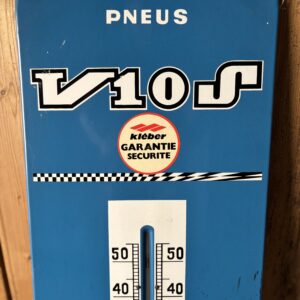 PNEUS
V10S
kléber
GARANTIE
SECURITE
50 50
40 40